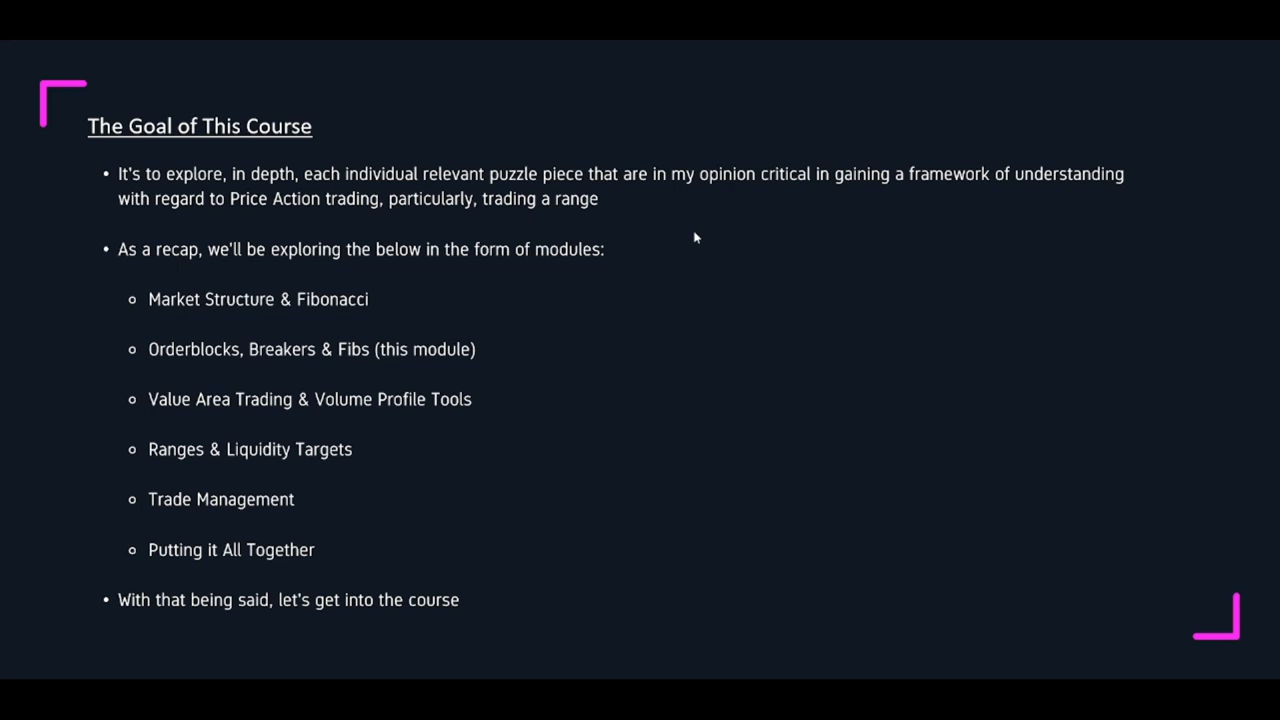 The Goal of This Course
• It's to explore, in depth, each individual relevant puzzle piece that are in my opinion critical in gaining a framework of understanding
with regard to Price Action trading, particularly, trading a range
• As a recap, we'll be exploring the below in the form of modules:
○ Market Structure & Fibonacci
○ Orderblocks, Breakers & Fibs (this module)
○ Value Area Trading & Volume Profile Tools
○ Ranges & Liquidity Targets
○ Trade Management
○ Putting it All Together
• With that being said, let's get into the course